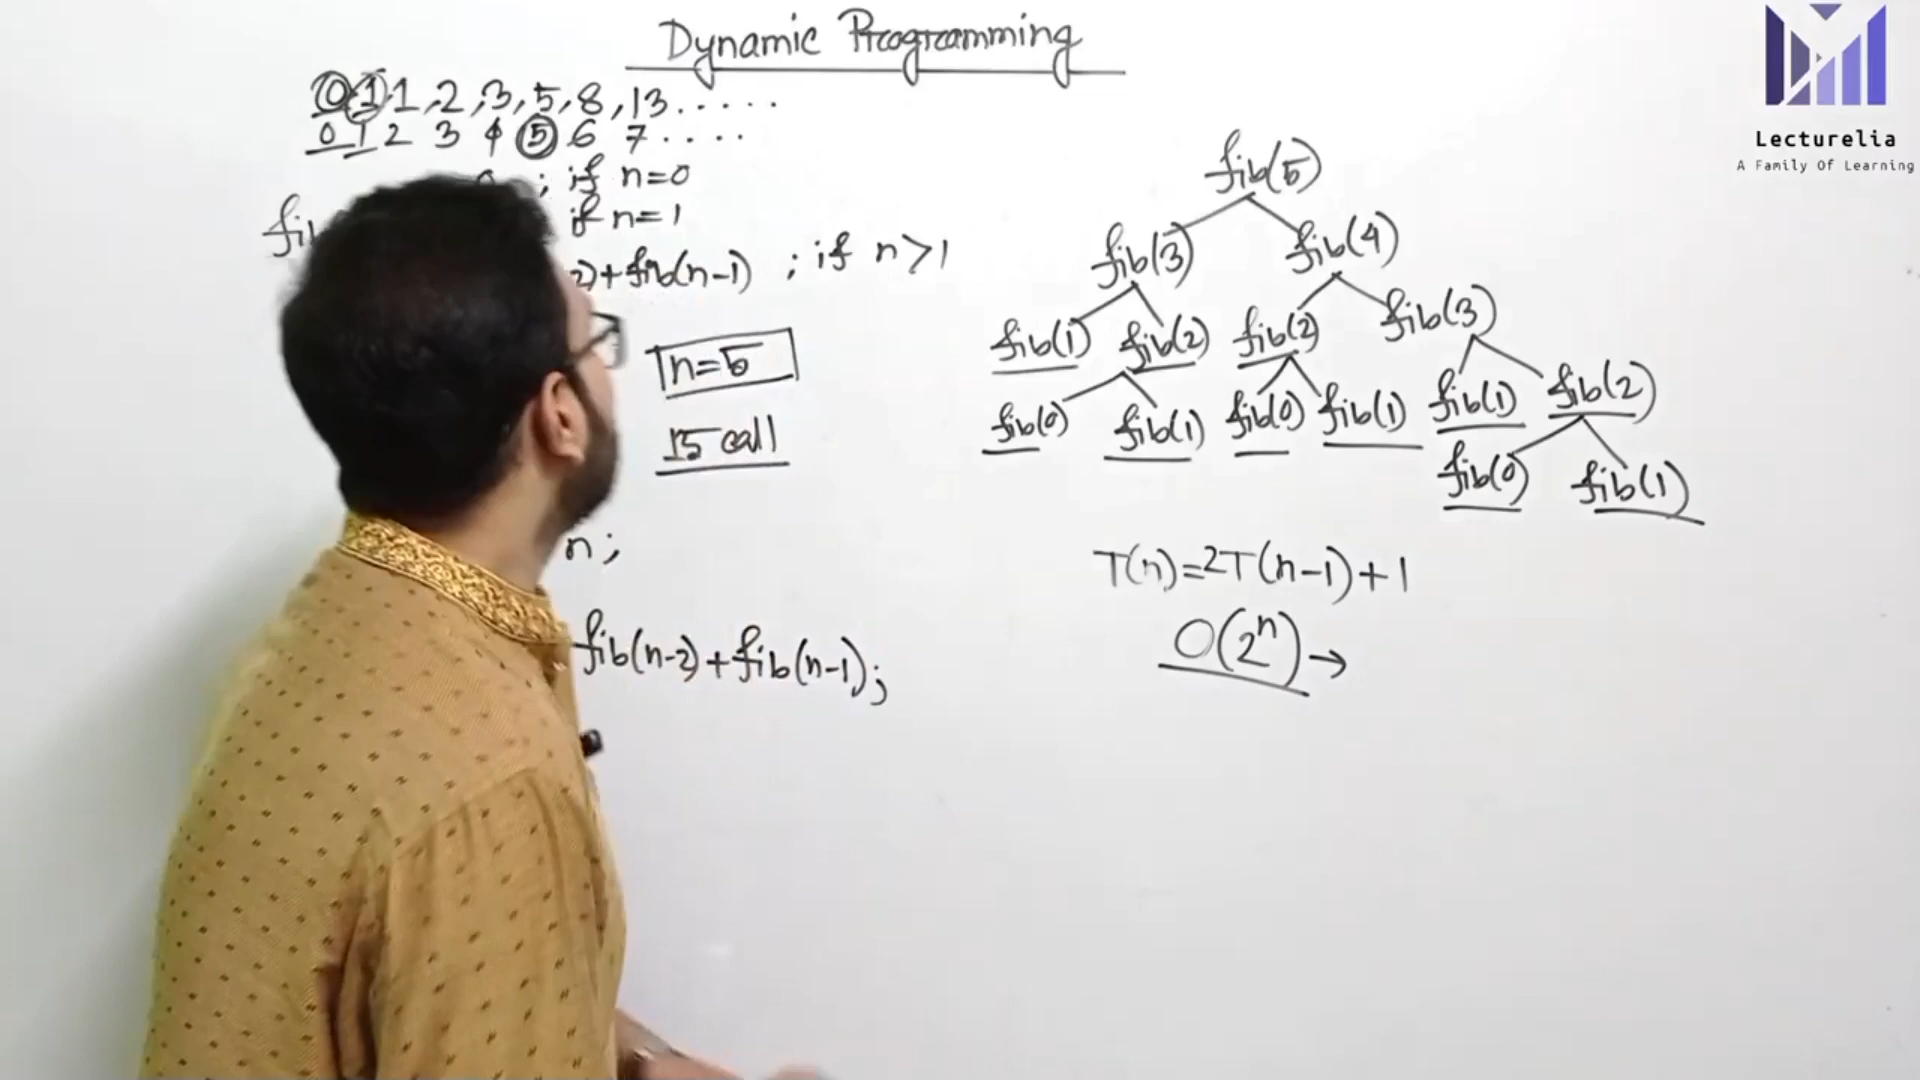 Dynamic Programming
0, 1, 1, 2, 3, 5, 8, 13.....
0 1 2 3 4 5 6 7....
; if n=0
if n=1
2)+fib(n-1) ; if n>1
n=5
15 call
n;
fib(n-2)+fib(n-1);
fib(5)
fib(3) fib(4)
fib(1) fib(2) fib(2) fib(3)
fib(0) fib(1) fib(0) fib(1) fib(1) fib(2)
fib(0) fib(1)
T(n)=2T(n-1)+1
O(2ⁿ)→
Lecturelia
A Family Of Learning